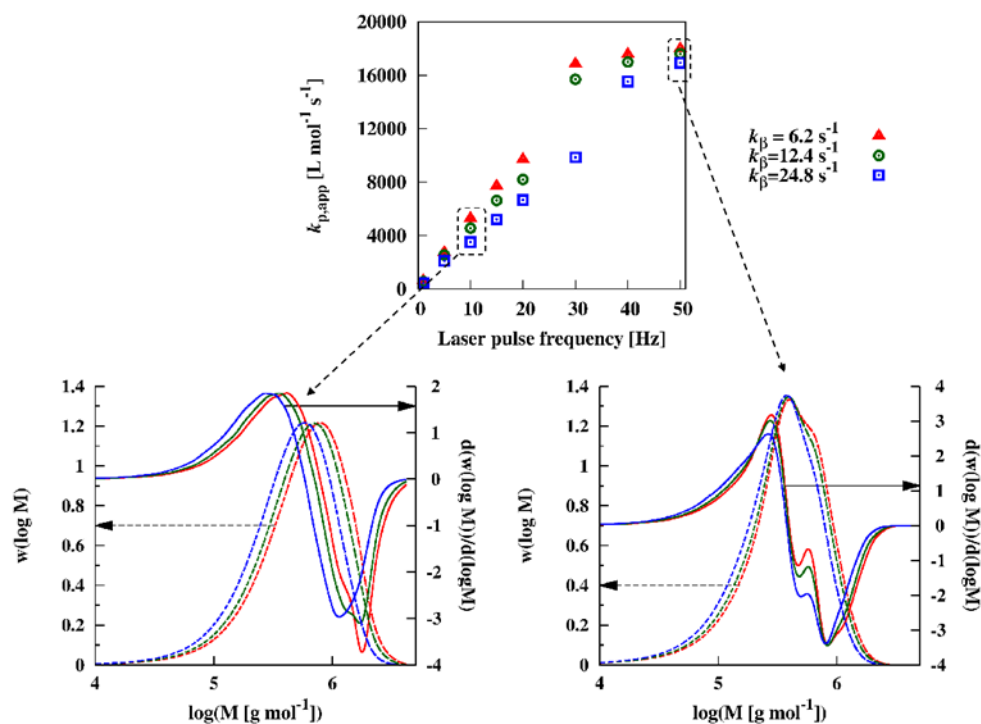 20000
16000
12000
8000
4000
0
k_p,app [L mol⁻¹ s⁻¹]
0 10 20 30 40 50
Laser pulse frequency [Hz]
k_β = 6.2 s⁻¹
k_β=12.4 s⁻¹
k_β=24.8 s⁻¹
1.4
1.2
1
0.8
0.6
0.4
0.2
0
w(log M)
2
1
0
-1
-2
-3
-4
d(w(log M))/d(logM)
4 5 6
log(M [g mol⁻¹])
1.4
1.2
1
0.8
0.6
0.4
0.2
0
w(log M)
4
3
2
1
0
-1
-2
-3
-4
d(w(log M))/d(logM)
4 5 6
log(M [g mol⁻¹])